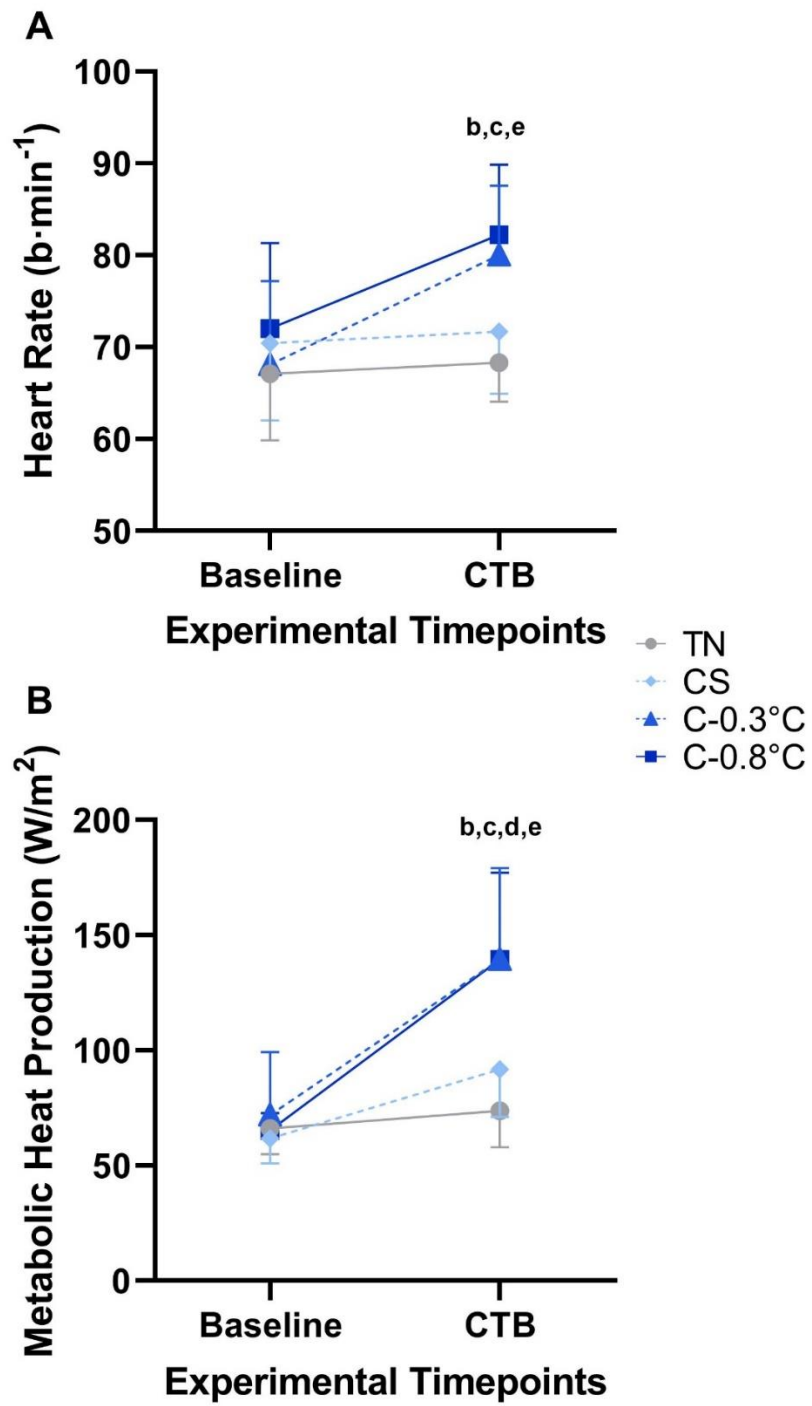 A
Heart Rate (b·min⁻¹)
100
90
80
70
60
50
b,c,e
Baseline
CTB
Experimental Timepoints
TN
CS
C-0.3°C
C-0.8°C
B
Metabolic Heat Production (W/m²)
200
150
100
50
0
b,c,d,e
Baseline
CTB
Experimental Timepoints